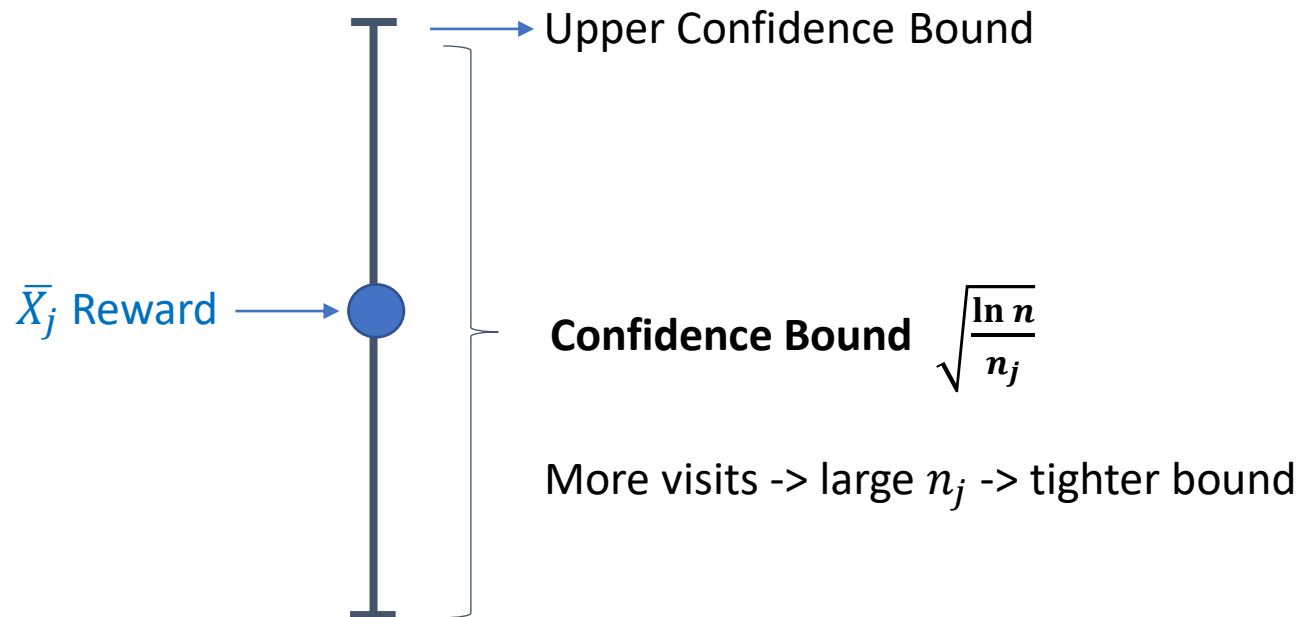 Upper Confidence Bound
X̄ⱼ Reward
Confidence Bound √(ln n / nⱼ)
More visits -> large nⱼ -> tighter bound